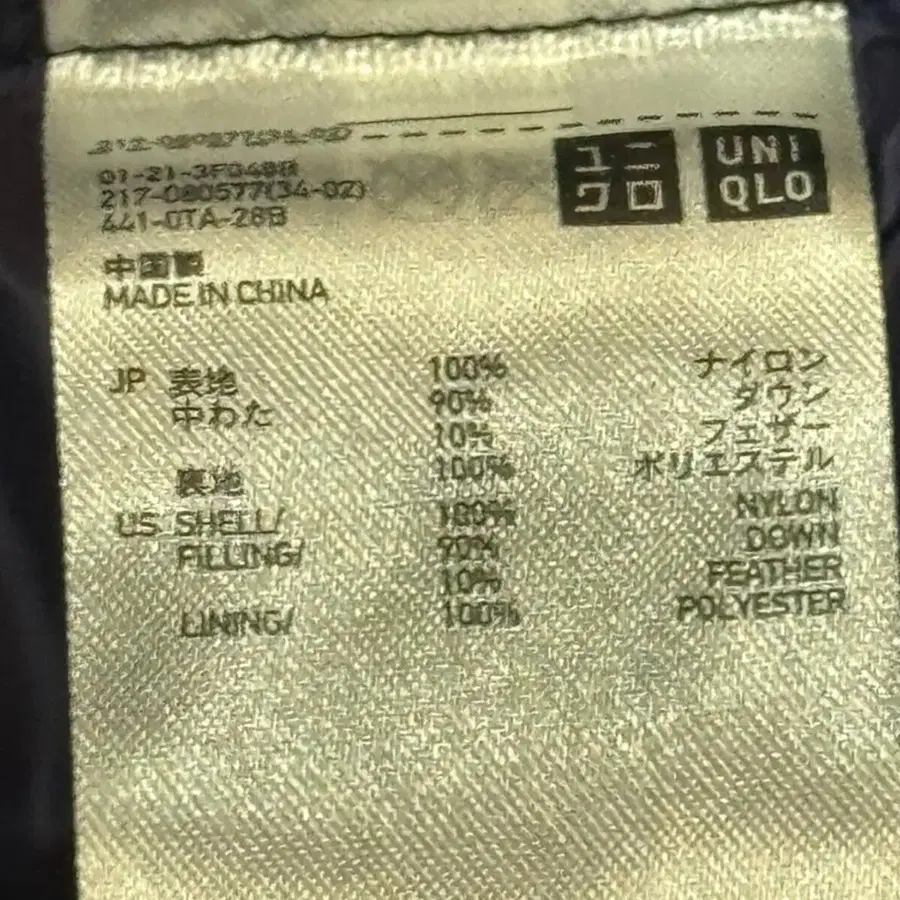 ユニ
クロ
UNI
QLO
217-080577(34-02)
441-0TA-28B
中国製
MADE IN CHINA
JP 表地 100% ナイロン
中わた 90% ダウン
10% フェザー
裏地 100% ポリエステル
US SHELL/ 100% NYLON
FILLING/ 90% DOWN
10% FEATHER
LINING/ 100% POLYESTER